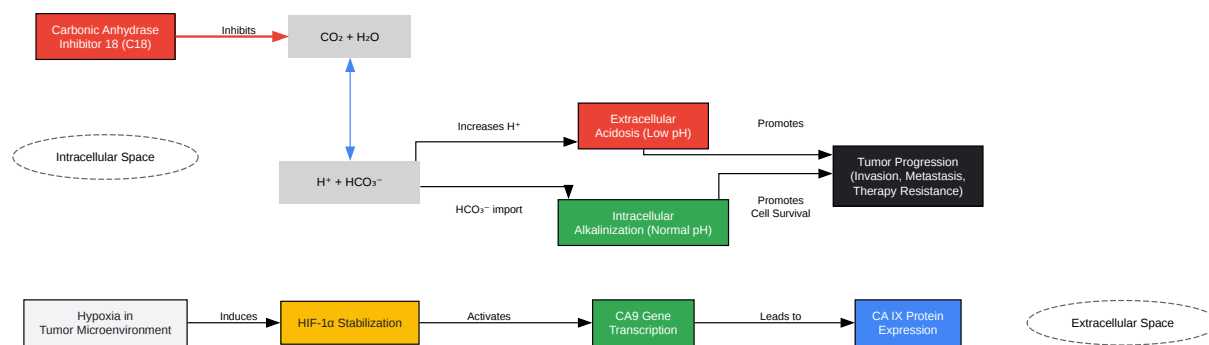 Carbonic Anhydrase
Inhibitor 18 (C18)
Inhibits
CO₂ + H₂O
Increases H⁺
Extracellular
Acidosis (Low pH)
Promotes
Intracellular Space
H⁺ + HCO₃⁻
Tumor Progression
(Invasion, Metastasis,
Therapy Resistance)
HCO₃⁻ import
Intracellular
Alkalinization (Normal pH)
Promotes
Cell Survival
Hypoxia in
Tumor Microenvironment
Induces
HIF-1α Stabilization
Activates
CA9 Gene
Transcription
Leads to
CA IX Protein
Expression
Extracellular Space